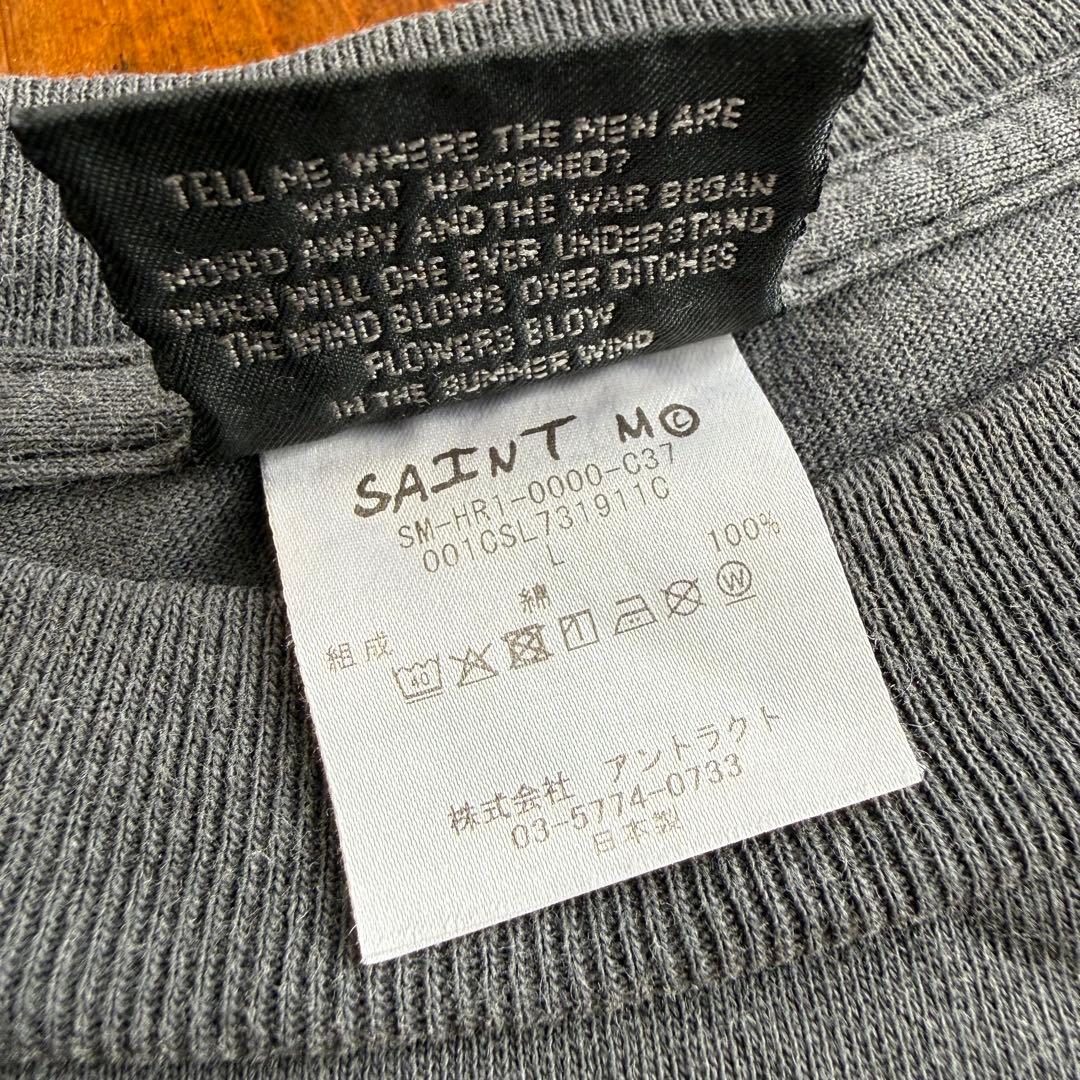 TELL ME WHERE THE MEN ARE
WHAT HAPPENED?
MOVED AWAY AND THE WAR BEGAN
WHEN WILL ONE EVER UNDERSTAND
THE WIND BLOWS OVER DITCHES
FLOWERS BLOW
IN THE SUMMER WIND
SAINT M©
SM-HR1-0000-C37
001CSL731911C
L
組成 綿 100%
40 1 W
株式会社 アントラクト
03-5774-0733
日本製